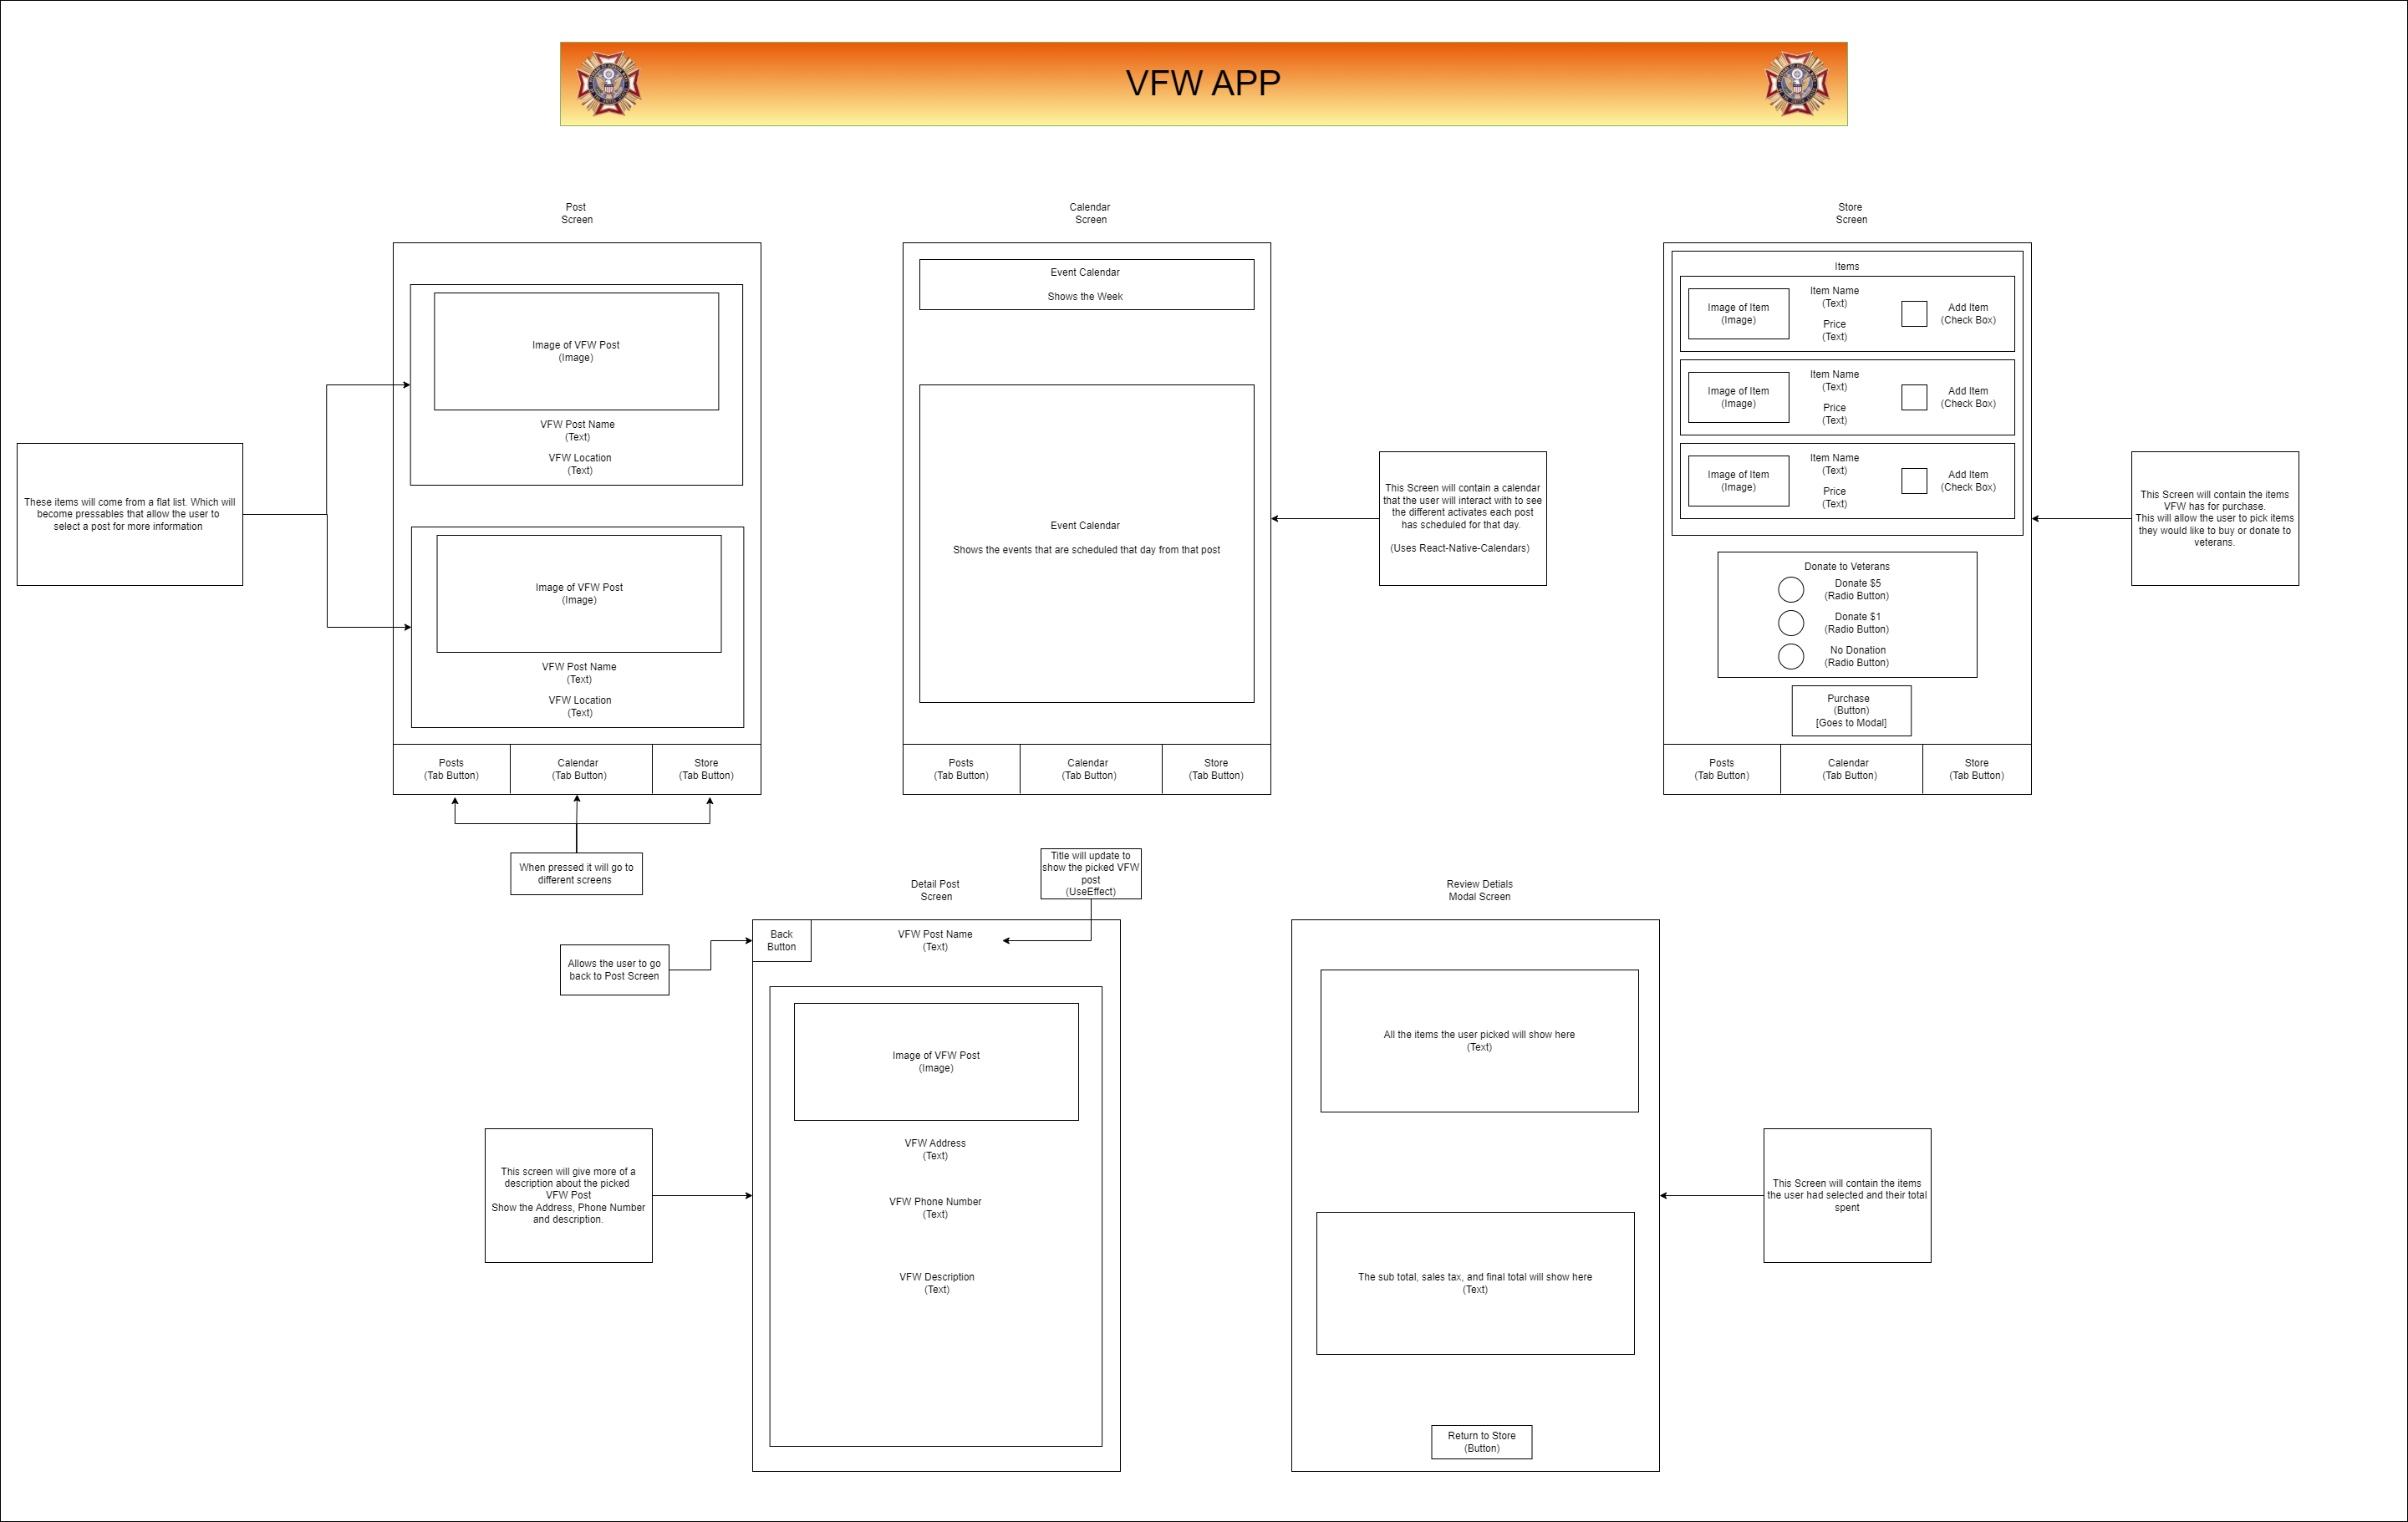 VFW APP
Post
Screen
Calendar
Screen
Store
Screen
These items will come from a flat list. Which will
become pressables that allow the user to
select a post for more information
Image of VFW Post
(Image)
VFW Post Name
(Text)
VFW Location
(Text)
Image of VFW Post
(Image)
VFW Post Name
(Text)
VFW Location
(Text)
Posts
(Tab Button)
Calendar
(Tab Button)
Store
(Tab Button)
When pressed it will go to
different screens
Event Calendar
Shows the Week
Event Calendar
Shows the events that are scheduled that day from that post
Posts
(Tab Button)
Calendar
(Tab Button)
Store
(Tab Button)
This Screen will contain a calendar
that the user will interact with to see
the different activates each post
has scheduled for that day.
(Uses React-Native-Calendars)
Items
Image of Item
(Image)
Item Name
(Text)
Price
(Text)
Add Item
(Check Box)
Image of Item
(Image)
Item Name
(Text)
Price
(Text)
Add Item
(Check Box)
Image of Item
(Image)
Item Name
(Text)
Price
(Text)
Add Item
(Check Box)
Donate to Veterans
Donate $5
(Radio Button)
Donate $1
(Radio Button)
No Donation
(Radio Button)
Purchase
(Button)
[Goes to Modal]
Posts
(Tab Button)
Calendar
(Tab Button)
Store
(Tab Button)
This Screen will contain the items
VFW has for purchase.
This will allow the user to pick items
they would like to buy or donate to
veterans.
Detail Post
Screen
Title will update to
show the picked VFW
post
(UseEffect)
Back
Button
VFW Post Name
(Text)
Allows the user to go
back to Post Screen
Image of VFW Post
(Image)
VFW Address
(Text)
VFW Phone Number
(Text)
VFW Description
(Text)
This screen will give more of a
description about the picked
VFW Post
Show the Address, Phone Number
and description.
Review Detials
Modal Screen
All the items the user picked will show here
(Text)
The sub total, sales tax, and final total will show here
(Text)
Return to Store
(Button)
This Screen will contain the items
the user had selected and their total
spent